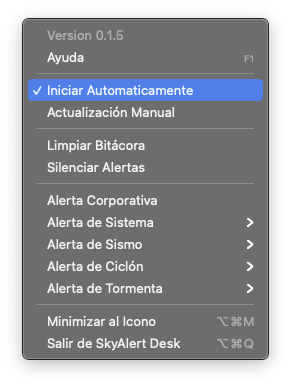 Version 0.1.5
Ayuda F1
✓ Iniciar Automaticamente
Actualización Manual
Limpiar Bitácora
Silenciar Alertas
Alerta Corporativa
Alerta de Sistema
Alerta de Sismo
Alerta de Ciclón
Alerta de Tormenta
Minimizar al Icono ⌥⌘M
Salir de SkyAlert Desk ⌥⌘Q